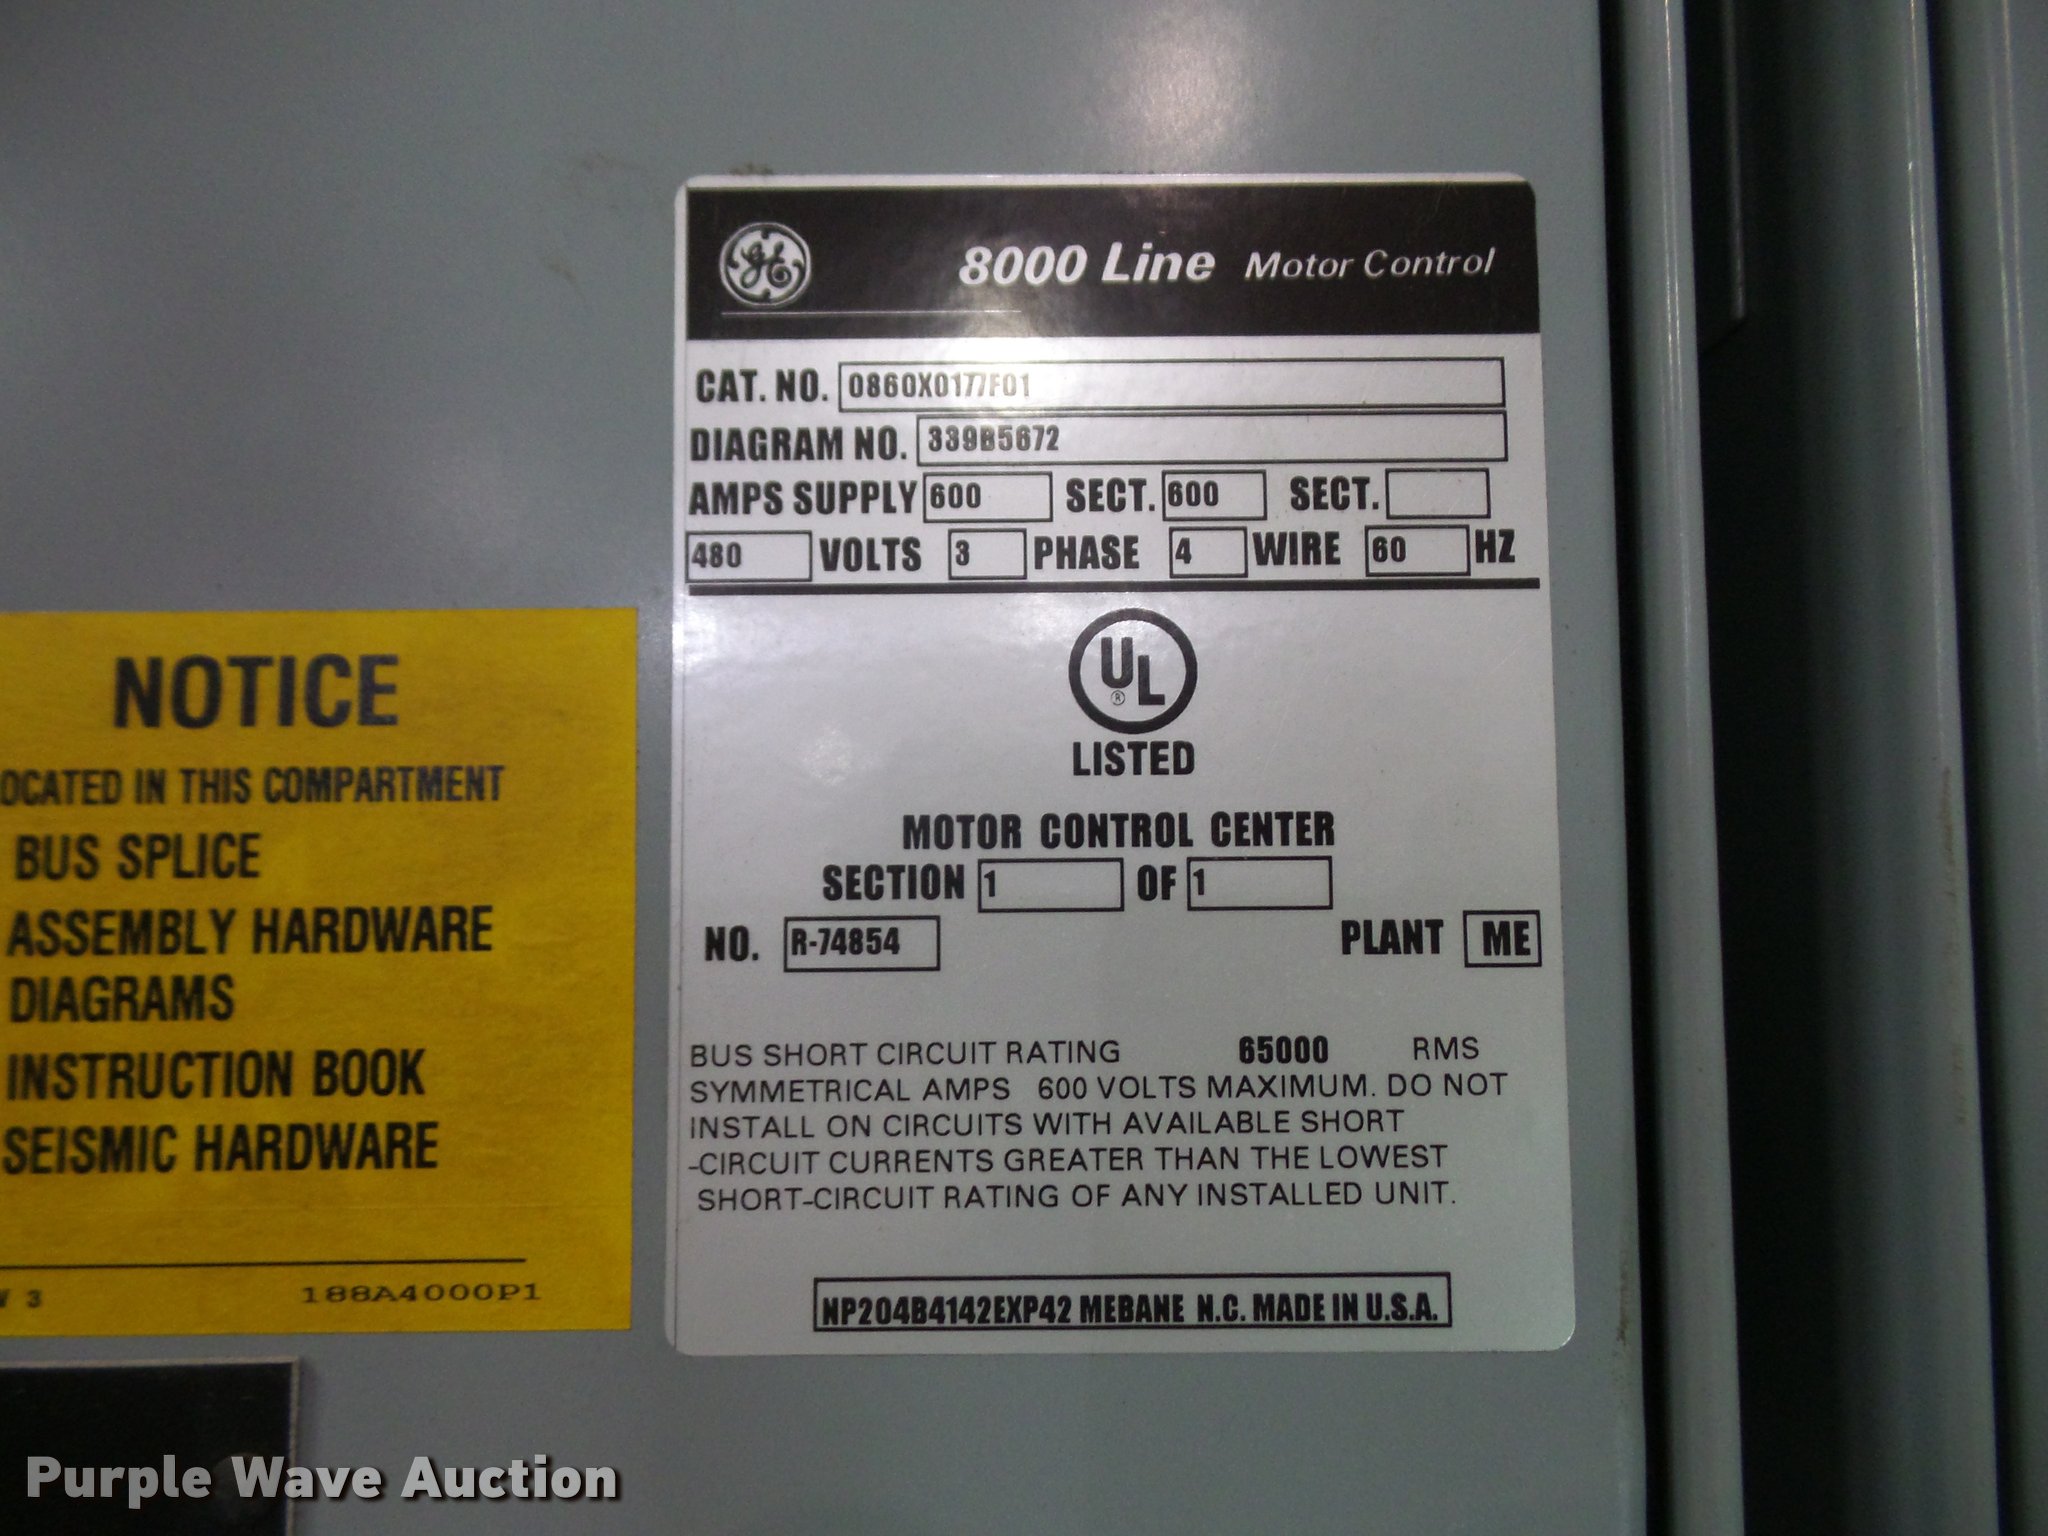 GE
8000 Line Motor Control
CAT. NO. 0860X0177F01
DIAGRAM NO. 339B5672
AMPS SUPPLY 600 SECT. 600 SECT.
480 VOLTS 3 PHASE 4 WIRE 60 HZ
UL
®
LISTED
MOTOR CONTROL CENTER
SECTION 1 OF 1
NO. R-74854 PLANT ME
BUS SHORT CIRCUIT RATING 65000 RMS
SYMMETRICAL AMPS 600 VOLTS MAXIMUM. DO NOT
INSTALL ON CIRCUITS WITH AVAILABLE SHORT
-CIRCUIT CURRENTS GREATER THAN THE LOWEST
SHORT-CIRCUIT RATING OF ANY INSTALLED UNIT.
NP204B4142EXP42 MEBANE N.C. MADE IN U.S.A.
NOTICE
OCATED IN THIS COMPARTMENT
BUS SPLICE
ASSEMBLY HARDWARE
DIAGRAMS
INSTRUCTION BOOK
SEISMIC HARDWARE
3 188A4000P1
Purple Wave Auction